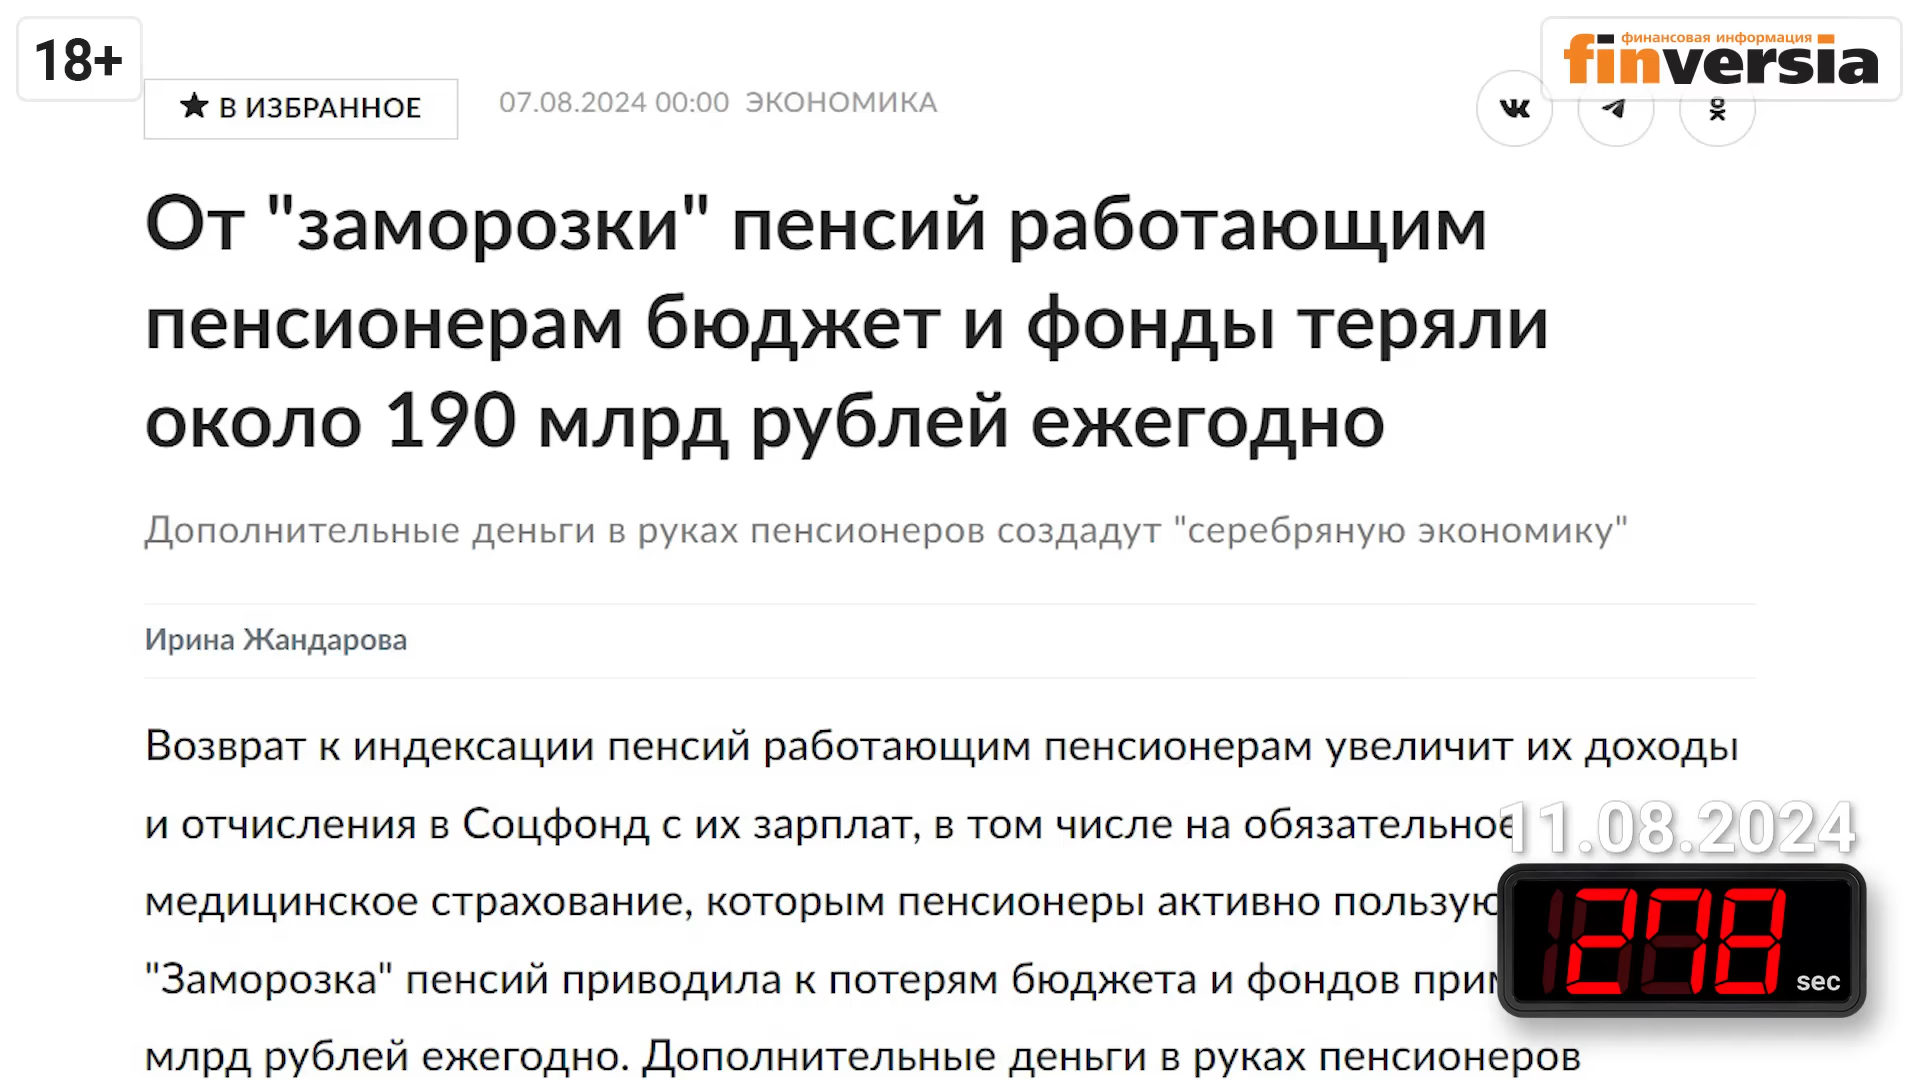 18+
финансовая информация
finversia
★ В ИЗБРАННОЕ
07.08.2024 00:00 ЭКОНОМИКА
От "заморозки" пенсий работающим
пенсионерам бюджет и фонды теряли
около 190 млрд рублей ежегодно
Дополнительные деньги в руках пенсионеров создадут "серебряную экономику"
Ирина Жандарова
Возврат к индексации пенсий работающим пенсионерам увеличит их доходы
и отчисления в Соцфонд с их зарплат, в том числе на обязательное
11.08.2024
медицинское страхование, которым пенсионеры активно
278 sec
"Заморозка" пенсий приводила к потерям бюджета и фондов
млрд рублей ежегодно. Дополнительные деньги в руках пенсионеров